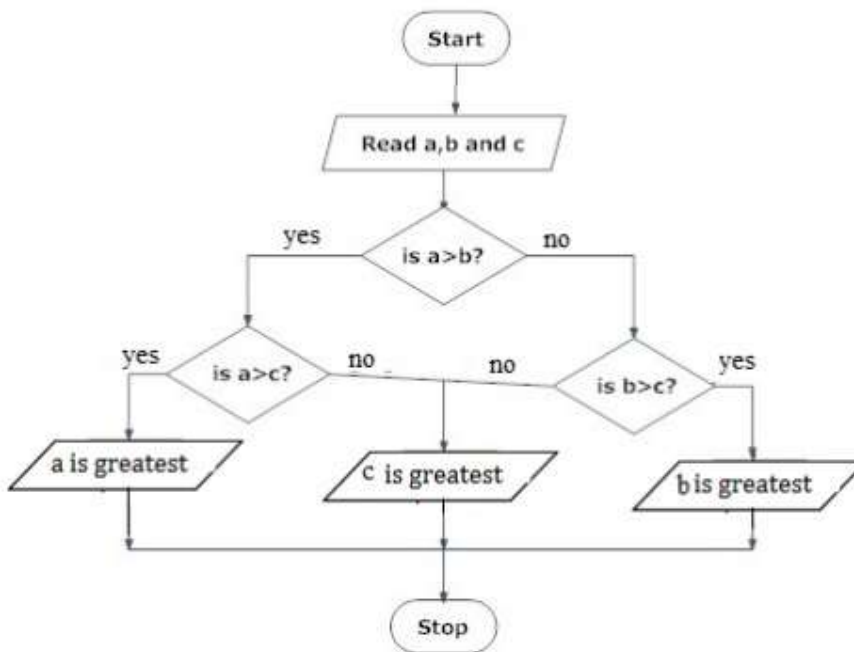 Start
Read a,b and c
is a>b?
yes
no
is a>c?
yes
no
no
is b>c?
yes
a is greatest
c is greatest
b is greatest
Stop